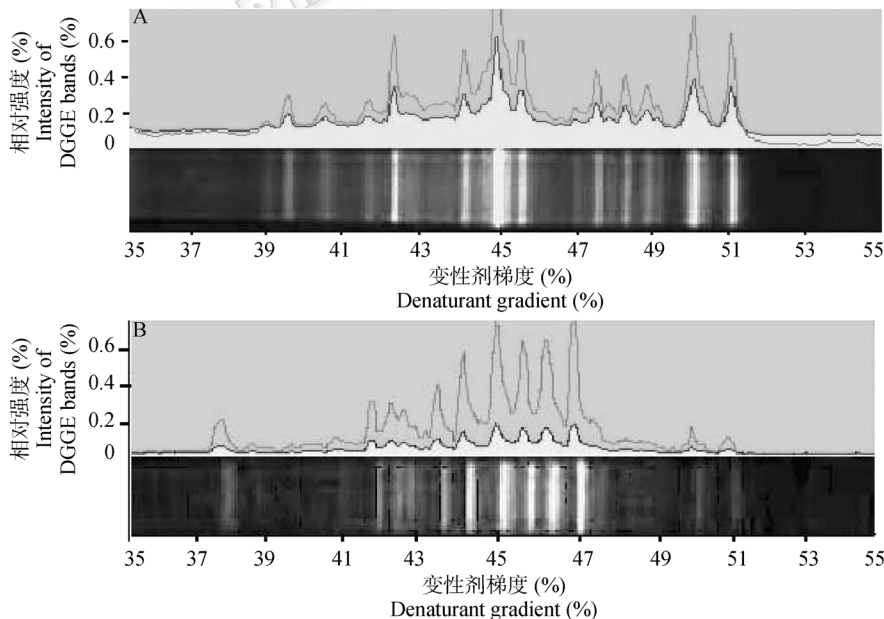 A
相对强度 (%)
Intensity of
DGGE bands (%)
0.6
0.4
0.2
0
35 37 39 41 43 45 47 49 51 53 55
变性剂梯度 (%)
Denaturant gradient (%)
B
相对强度 (%)
Intensity of
DGGE bands (%)
0.6
0.4
0.2
0
35 37 39 41 43 45 47 49 51 53 55
变性剂梯度 (%)
Denaturant gradient (%)